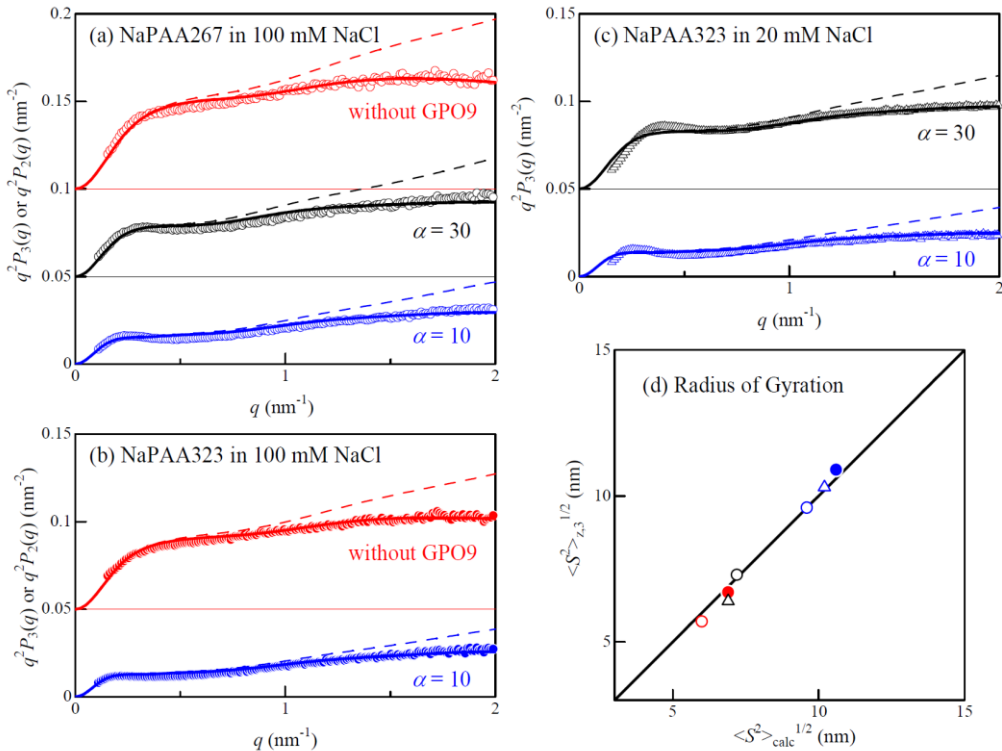 (a) NaPAA267 in 100 mM NaCl
0.2
0.15
0.1
0.05
0
q²P₃(q) or q²P₂(q) (nm⁻²)
without GPO9
α = 30
α = 10
0
1
2
q (nm⁻¹)
(c) NaPAA323 in 20 mM NaCl
0.15
0.1
0.05
0
q²P₃(q) (nm⁻²)
α = 30
α = 10
0
1
2
q (nm⁻¹)
(b) NaPAA323 in 100 mM NaCl
0.15
0.1
0.05
0
q²P₃(q) or q²P₂(q) (nm⁻²)
without GPO9
α = 10
0
1
2
q (nm⁻¹)
(d) Radius of Gyration
15
10
5
<S²>z,3^1/2 (nm)
5
10
15
<S²>calc^1/2 (nm)